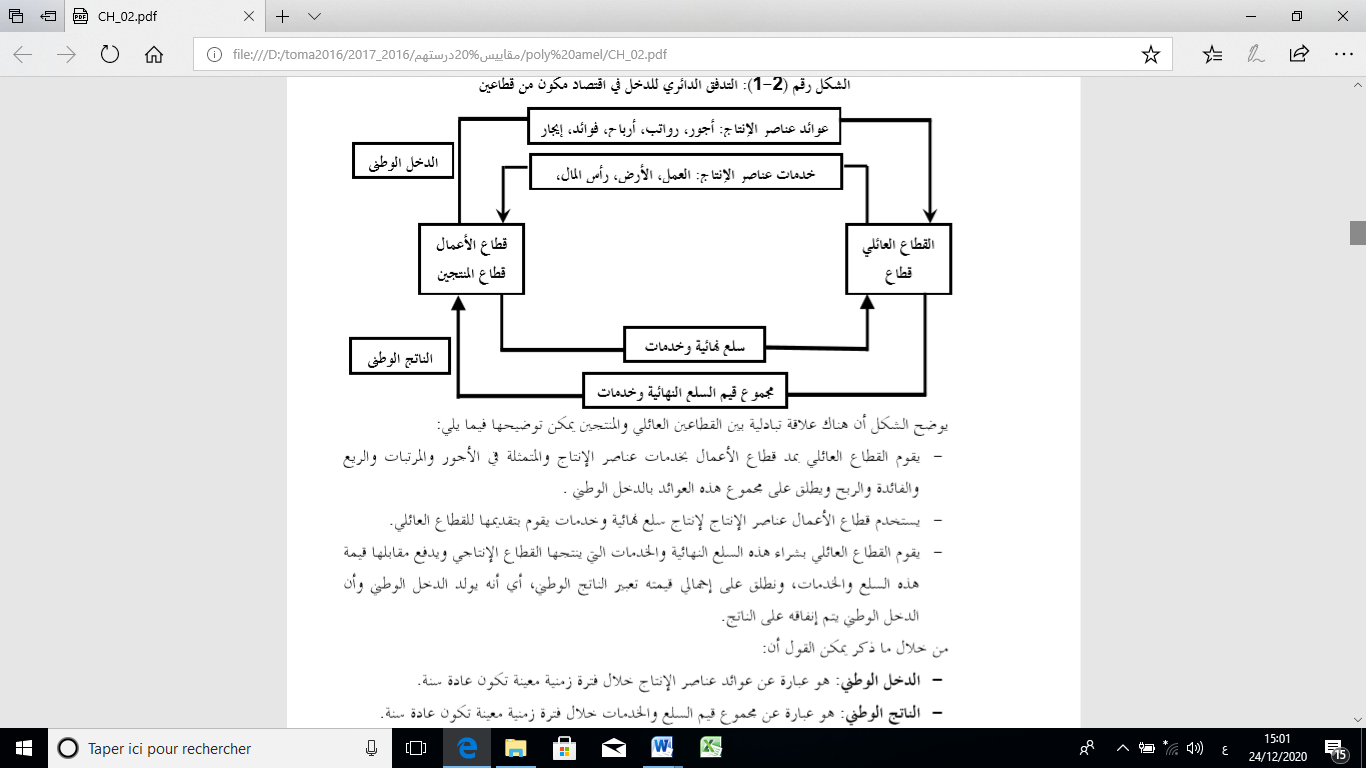 CH_02.pdf
file:///D:/toma2016/2017_2016/مقاييس%20درستهم/poly%20amel/CH_02.pdf
الشكل رقم (2-1): التدفق الدائري للدخل في اقتصاد مكون من قطاعين
عوائد عناصر الإنتاج: أجور، رواتب، أرباح، فوائد، إيجار
الدخل الوطني
خدمات عناصر الإنتاج: العمل، الأرض، رأس المال،
القطاع العائلي
قطاع
قطاع الأعمال
قطاع المنتجين
سلع نهائية وخدمات
الناتج الوطني
مجموع قيم السلع النهائية وخدمات
يوضح الشكل أن هناك علاقة تبادلية بين القطاعين العائلي والمنتجين يمكن توضيحها فيما يلي:
- يقوم القطاع العائلي بمد قطاع الأعمال بخدمات عناصر الإنتاج والمتمثلة في الأجور والمرتبات والريع
والفائدة والربح ويطلق على مجموع هذه العوائد بالدخل الوطني .
- يستخدم قطاع الأعمال عناصر الإنتاج لإنتاج سلع نهائية وخدمات يقوم بتقديمها للقطاع العائلي.
- يقوم القطاع العائلي بشراء هذه السلع النهائية والخدمات التي ينتجها القطاع الإنتاجي ويدفع مقابلها قيمة
هذه السلع والخدمات، ونطلق على إجمالي قيمته تعبير الناتج الوطني، أي أنه يولد الدخل الوطني وأن
الدخل الوطني يتم إنفاقه على الناتج.
من خلال ما ذكر يمكن القول أن:
- الدخل الوطني: هو عبارة عن عوائد عناصر الإنتاج خلال فترة زمنية معينة تكون عادة سنة.
- الناتج الوطني: هو عبارة عن مجموع قيم السلع والخدمات خلال فترة زمنية معينة تكون عادة سنة.
Taper ici pour rechercher
ع
15:01
24/12/2020
15